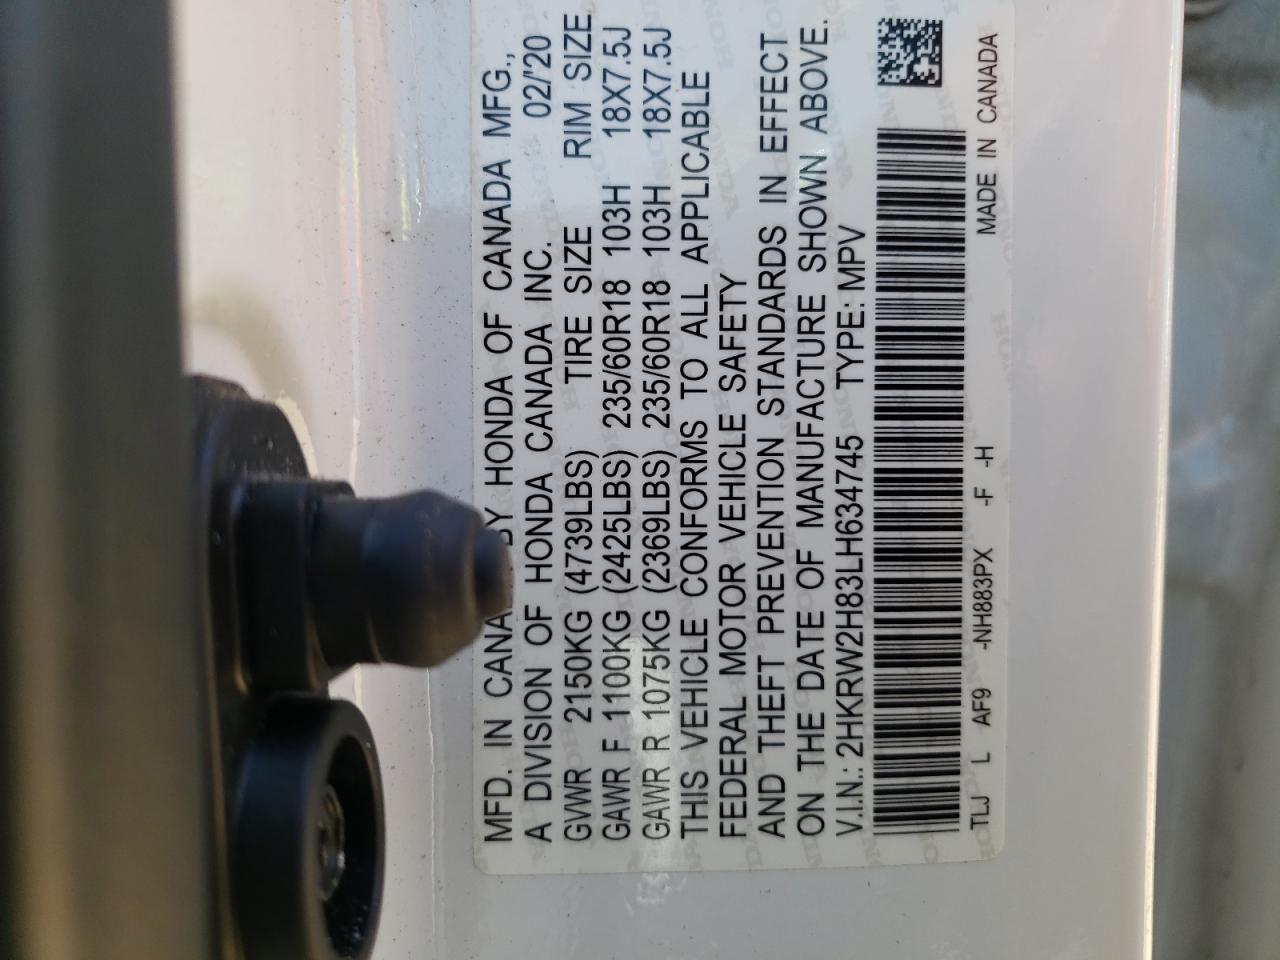 MFD. IN CANA BY HONDA OF CANADA MFG.,
A DIVISION OF HONDA CANADA INC. 02/'20
GVWR 2150KG (4739LBS) TIRE SIZE RIM SIZE
GAWR F 1100KG (2425LBS) 235/60R18 103H 18X7.5J
GAWR R 1075KG (2369LBS) 235/60R18 103H 18X7.5J
THIS VEHICLE CONFORMS TO ALL APPLICABLE
FEDERAL MOTOR VEHICLE SAFETY
AND THEFT PREVENTION STANDARDS IN EFFECT
ON THE DATE OF MANUFACTURE SHOWN ABOVE.
V.I.N.: 2HKRW2H83LH634745 TYPE: MPV
TLJ L AF9 -NH883PX -F -H MADE IN CANADA